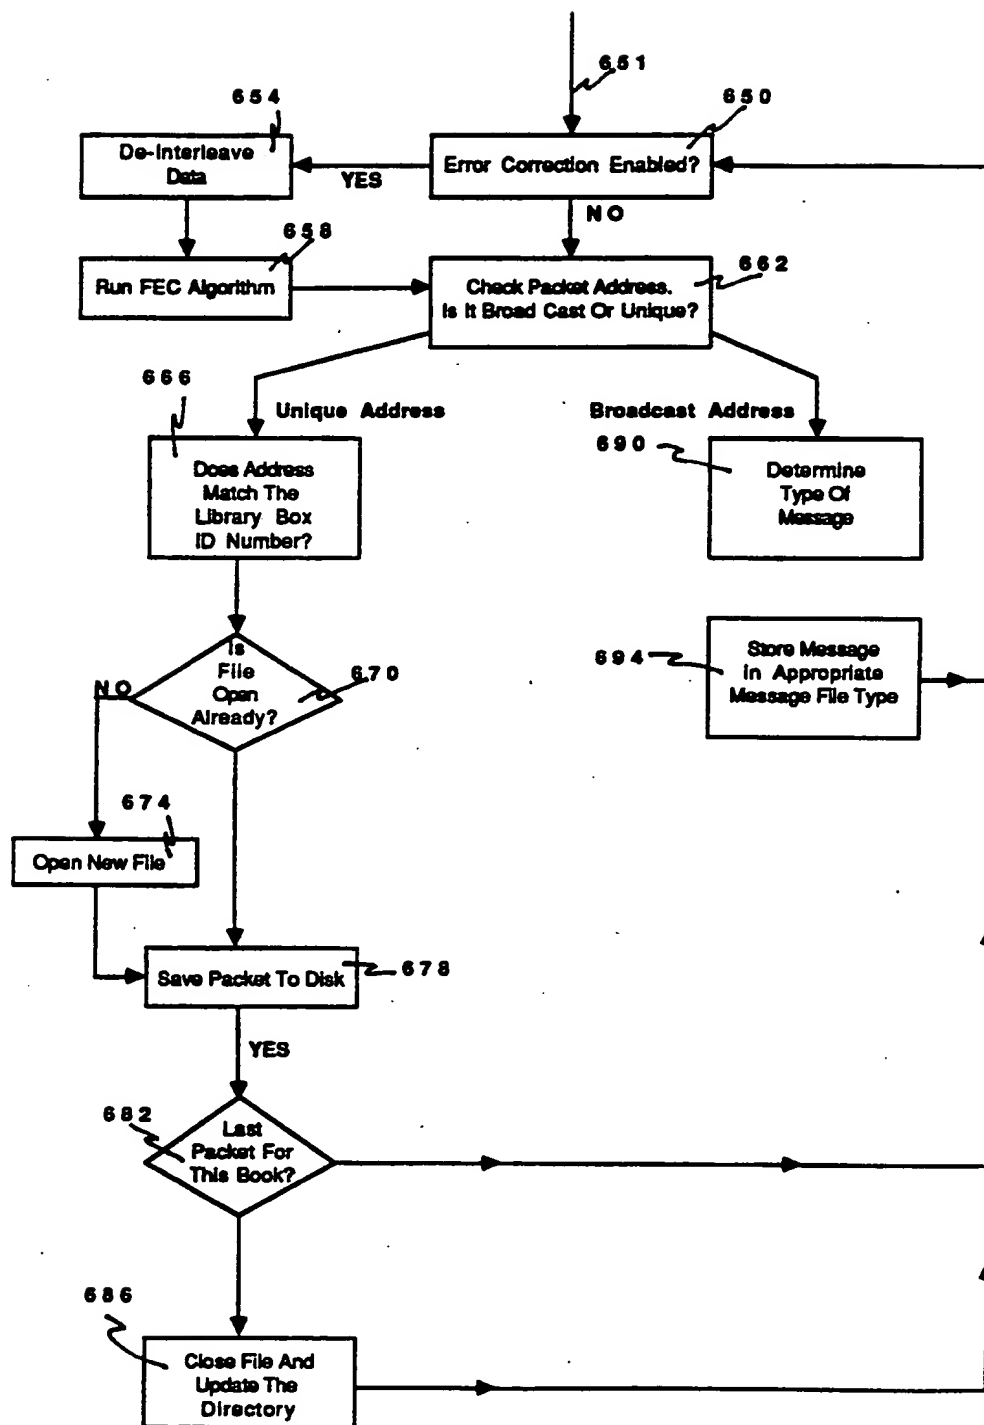 651
654
650
De-Interleave
Data
Error Correction Enabled?
YES
NO
658
662
Run FEC Algorithm
Check Packet Address.
Is It Broad Cast Or Unique?
666
Unique Address
Broadcast Address
690
Does Address
Match The
Library Box
ID Number?
Determine
Type Of
Message
Is
File
Open
Already?
670
NO
694
Store Message
in Appropriate
Message File Type
674
Open New File
Save Packet To Disk
678
YES
682
Last
Packet For
This Book?
686
Close File And
Update The
Directory